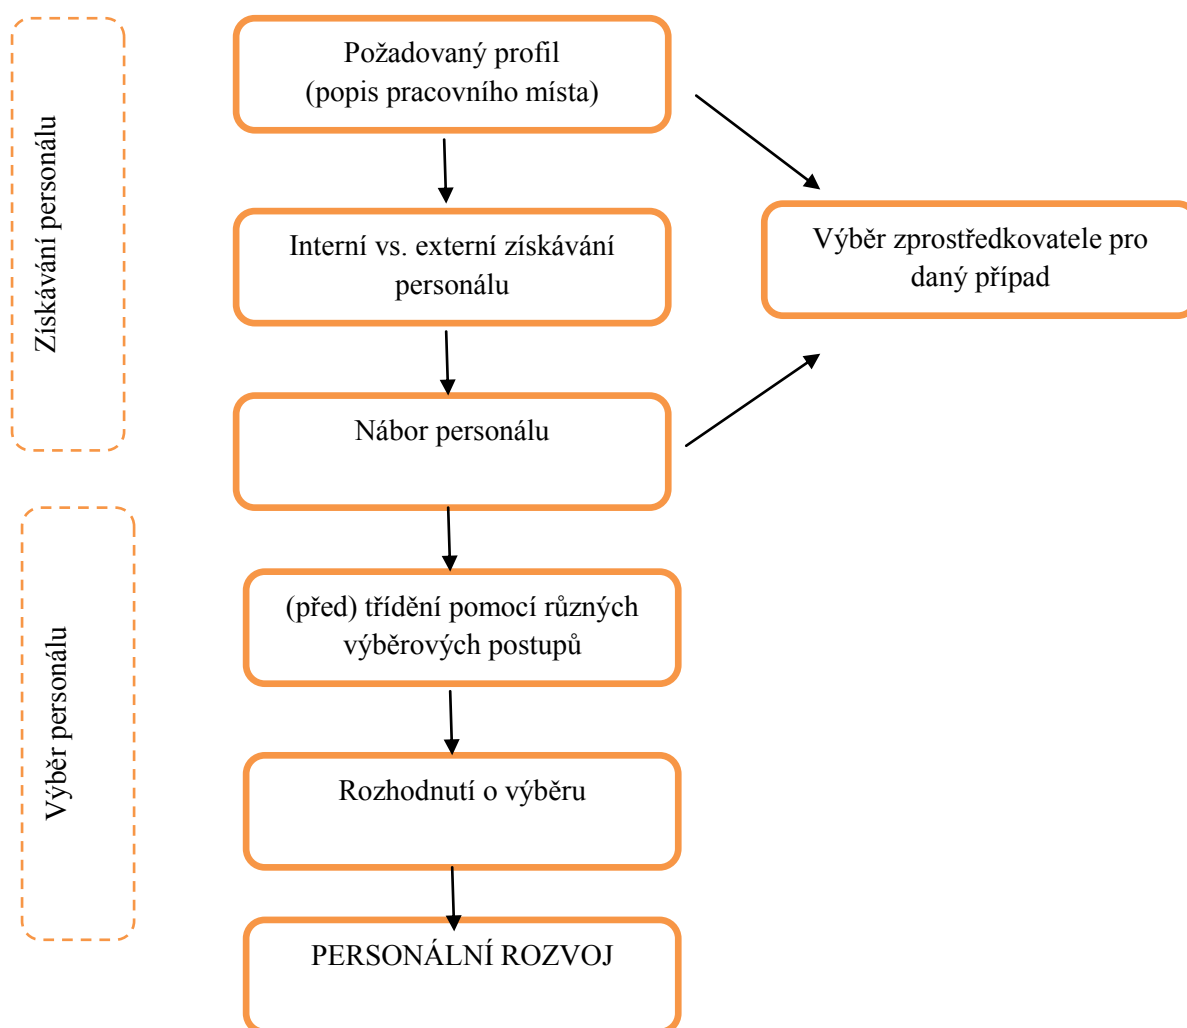 Získávání personálu
Požadovaný profil
(popis pracovního místa)
Interní vs. externí získávání
personálu
Výběr zprostředkovatele pro
daný případ
Nábor personálu
Výběr personálu
(před) třídění pomocí různých
výběrových postupů
Rozhodnutí o výběru
PERSONÁLNÍ ROZVOJ